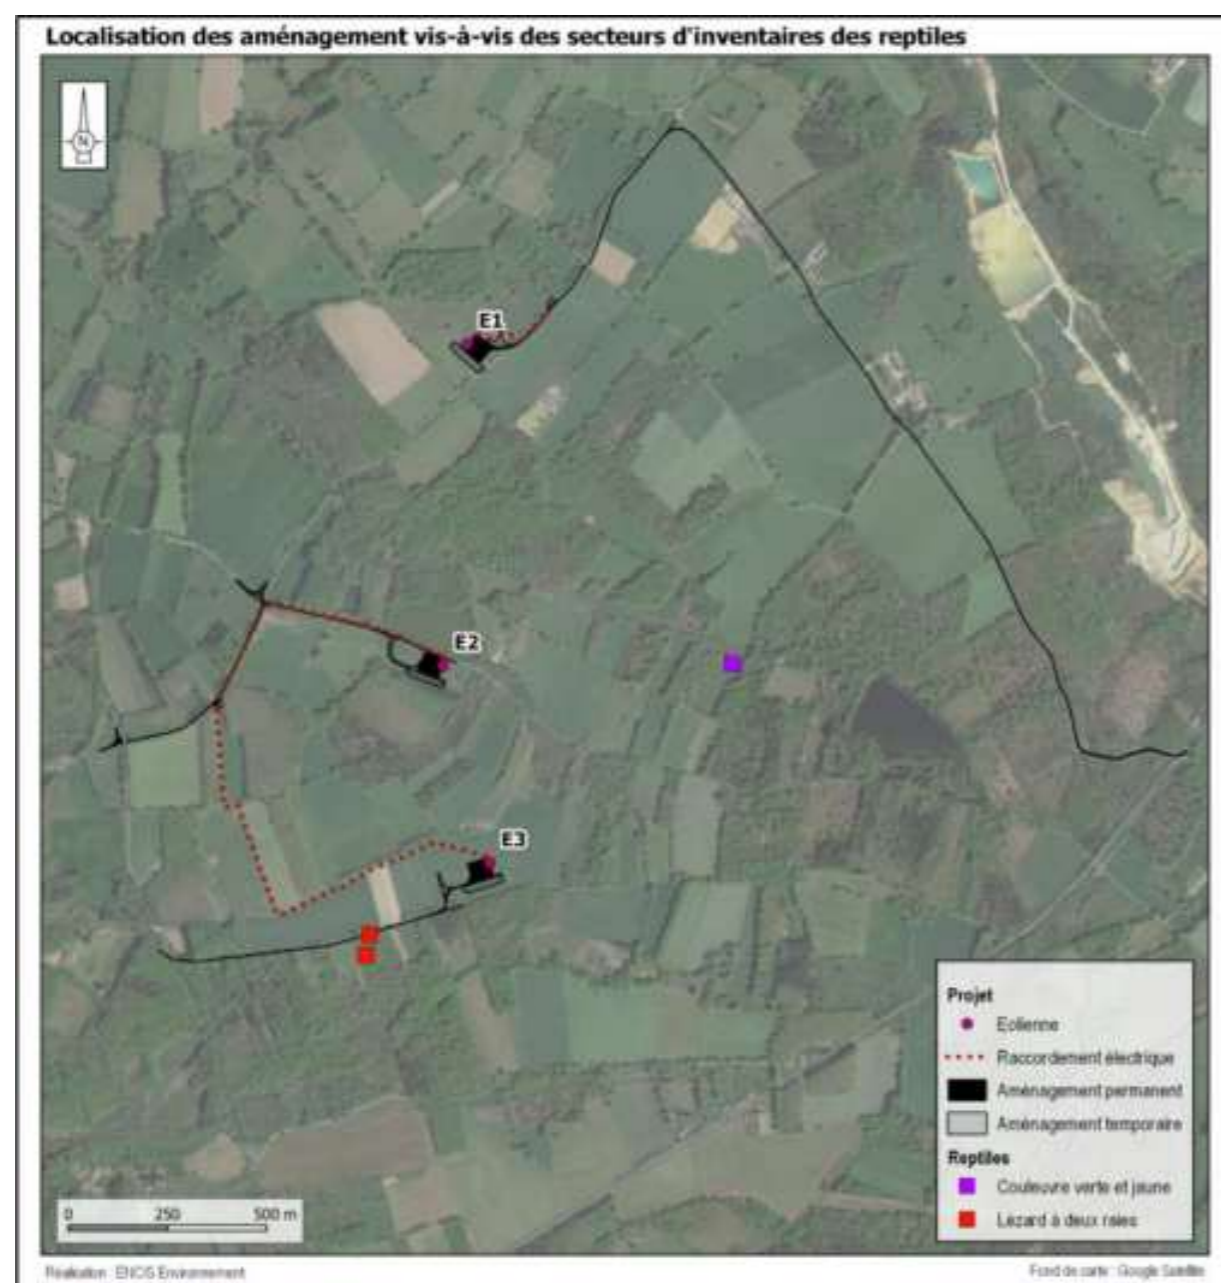 Localisation des aménagement vis-à-vis des secteurs d'inventaires des reptiles
N
E1
E2
E3
Projet
Eolienne
Raccordement électrique
Aménagement permanent
Aménagement temporaire
Reptiles
Couleuvre verte et jaune
Lézard à deux raies
0 250 500 m
Réalisation : ENCIS Environnement
Fond de carte : Google Satellite